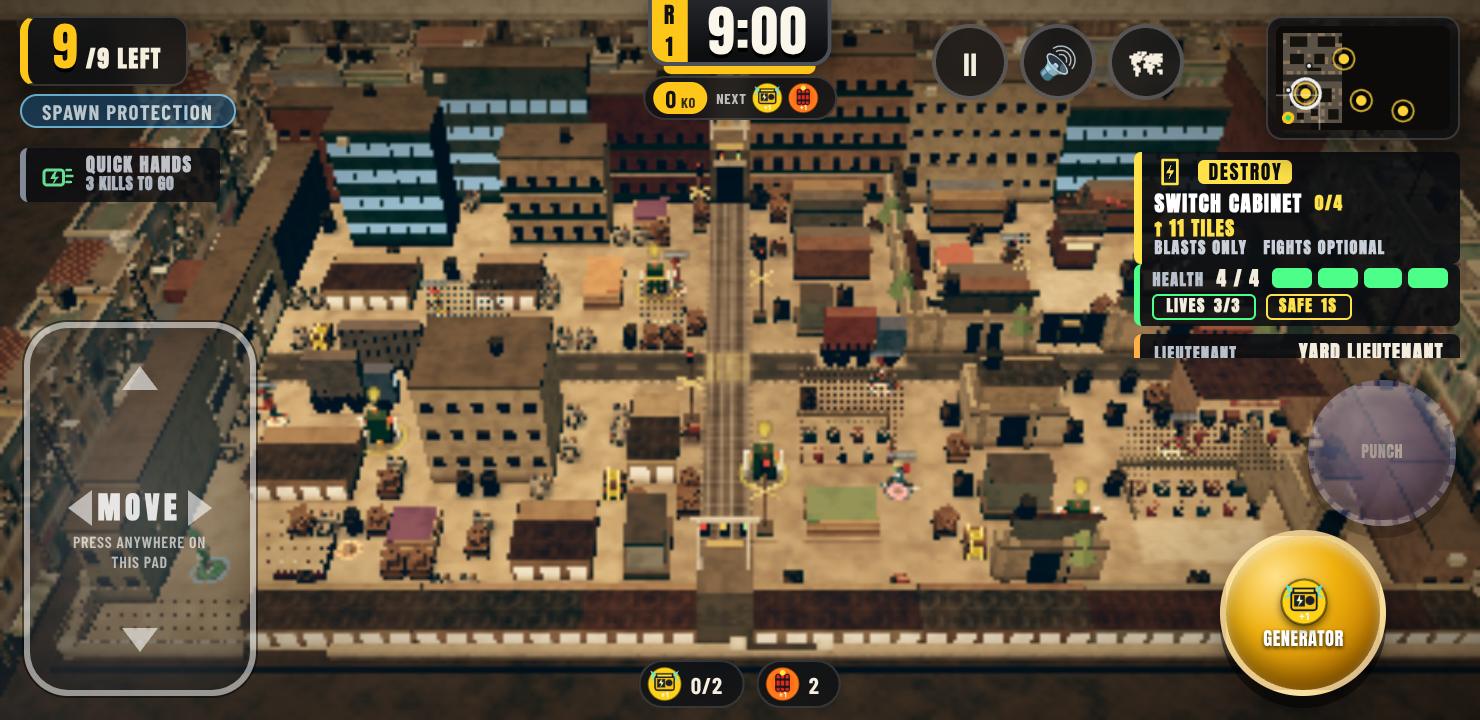 9 /9 LEFT
SPAWN PROTECTION
QUICK HANDS
3 KILLS TO GO
R 1
9:00
0 KO NEXT
DESTROY
SWITCH CABINET 0/4
↑ 11 TILES
BLASTS ONLY FIGHTS OPTIONAL
HEALTH 4 / 4
LIVES 3/3 SAFE 1S
LIEUTENANT YARD LIEUTENANT
MOVE
PRESS ANYWHERE ON
THIS PAD
PUNCH
+1
GENERATOR
0/2 2